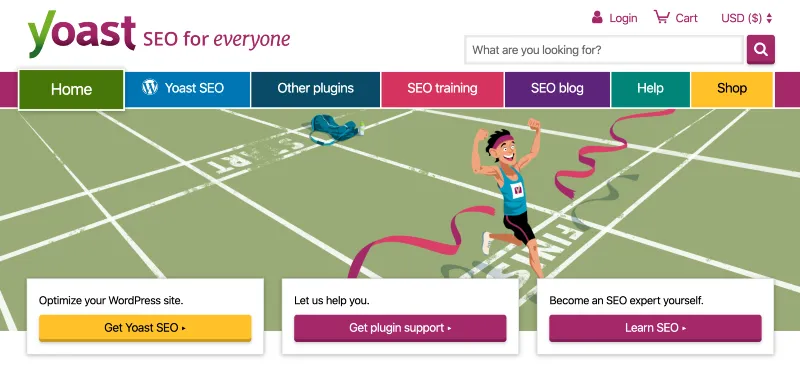 yoast SEO for everyone
Login
Cart
USD ($)
What are you looking for?
Home
Yoast SEO
Other plugins
SEO training
SEO blog
Help
Shop
START
FINISH
Optimize your WordPress site.
Get Yoast SEO ▸
Let us help you.
Get plugin support ▸
Become an SEO expert yourself.
Learn SEO ▸